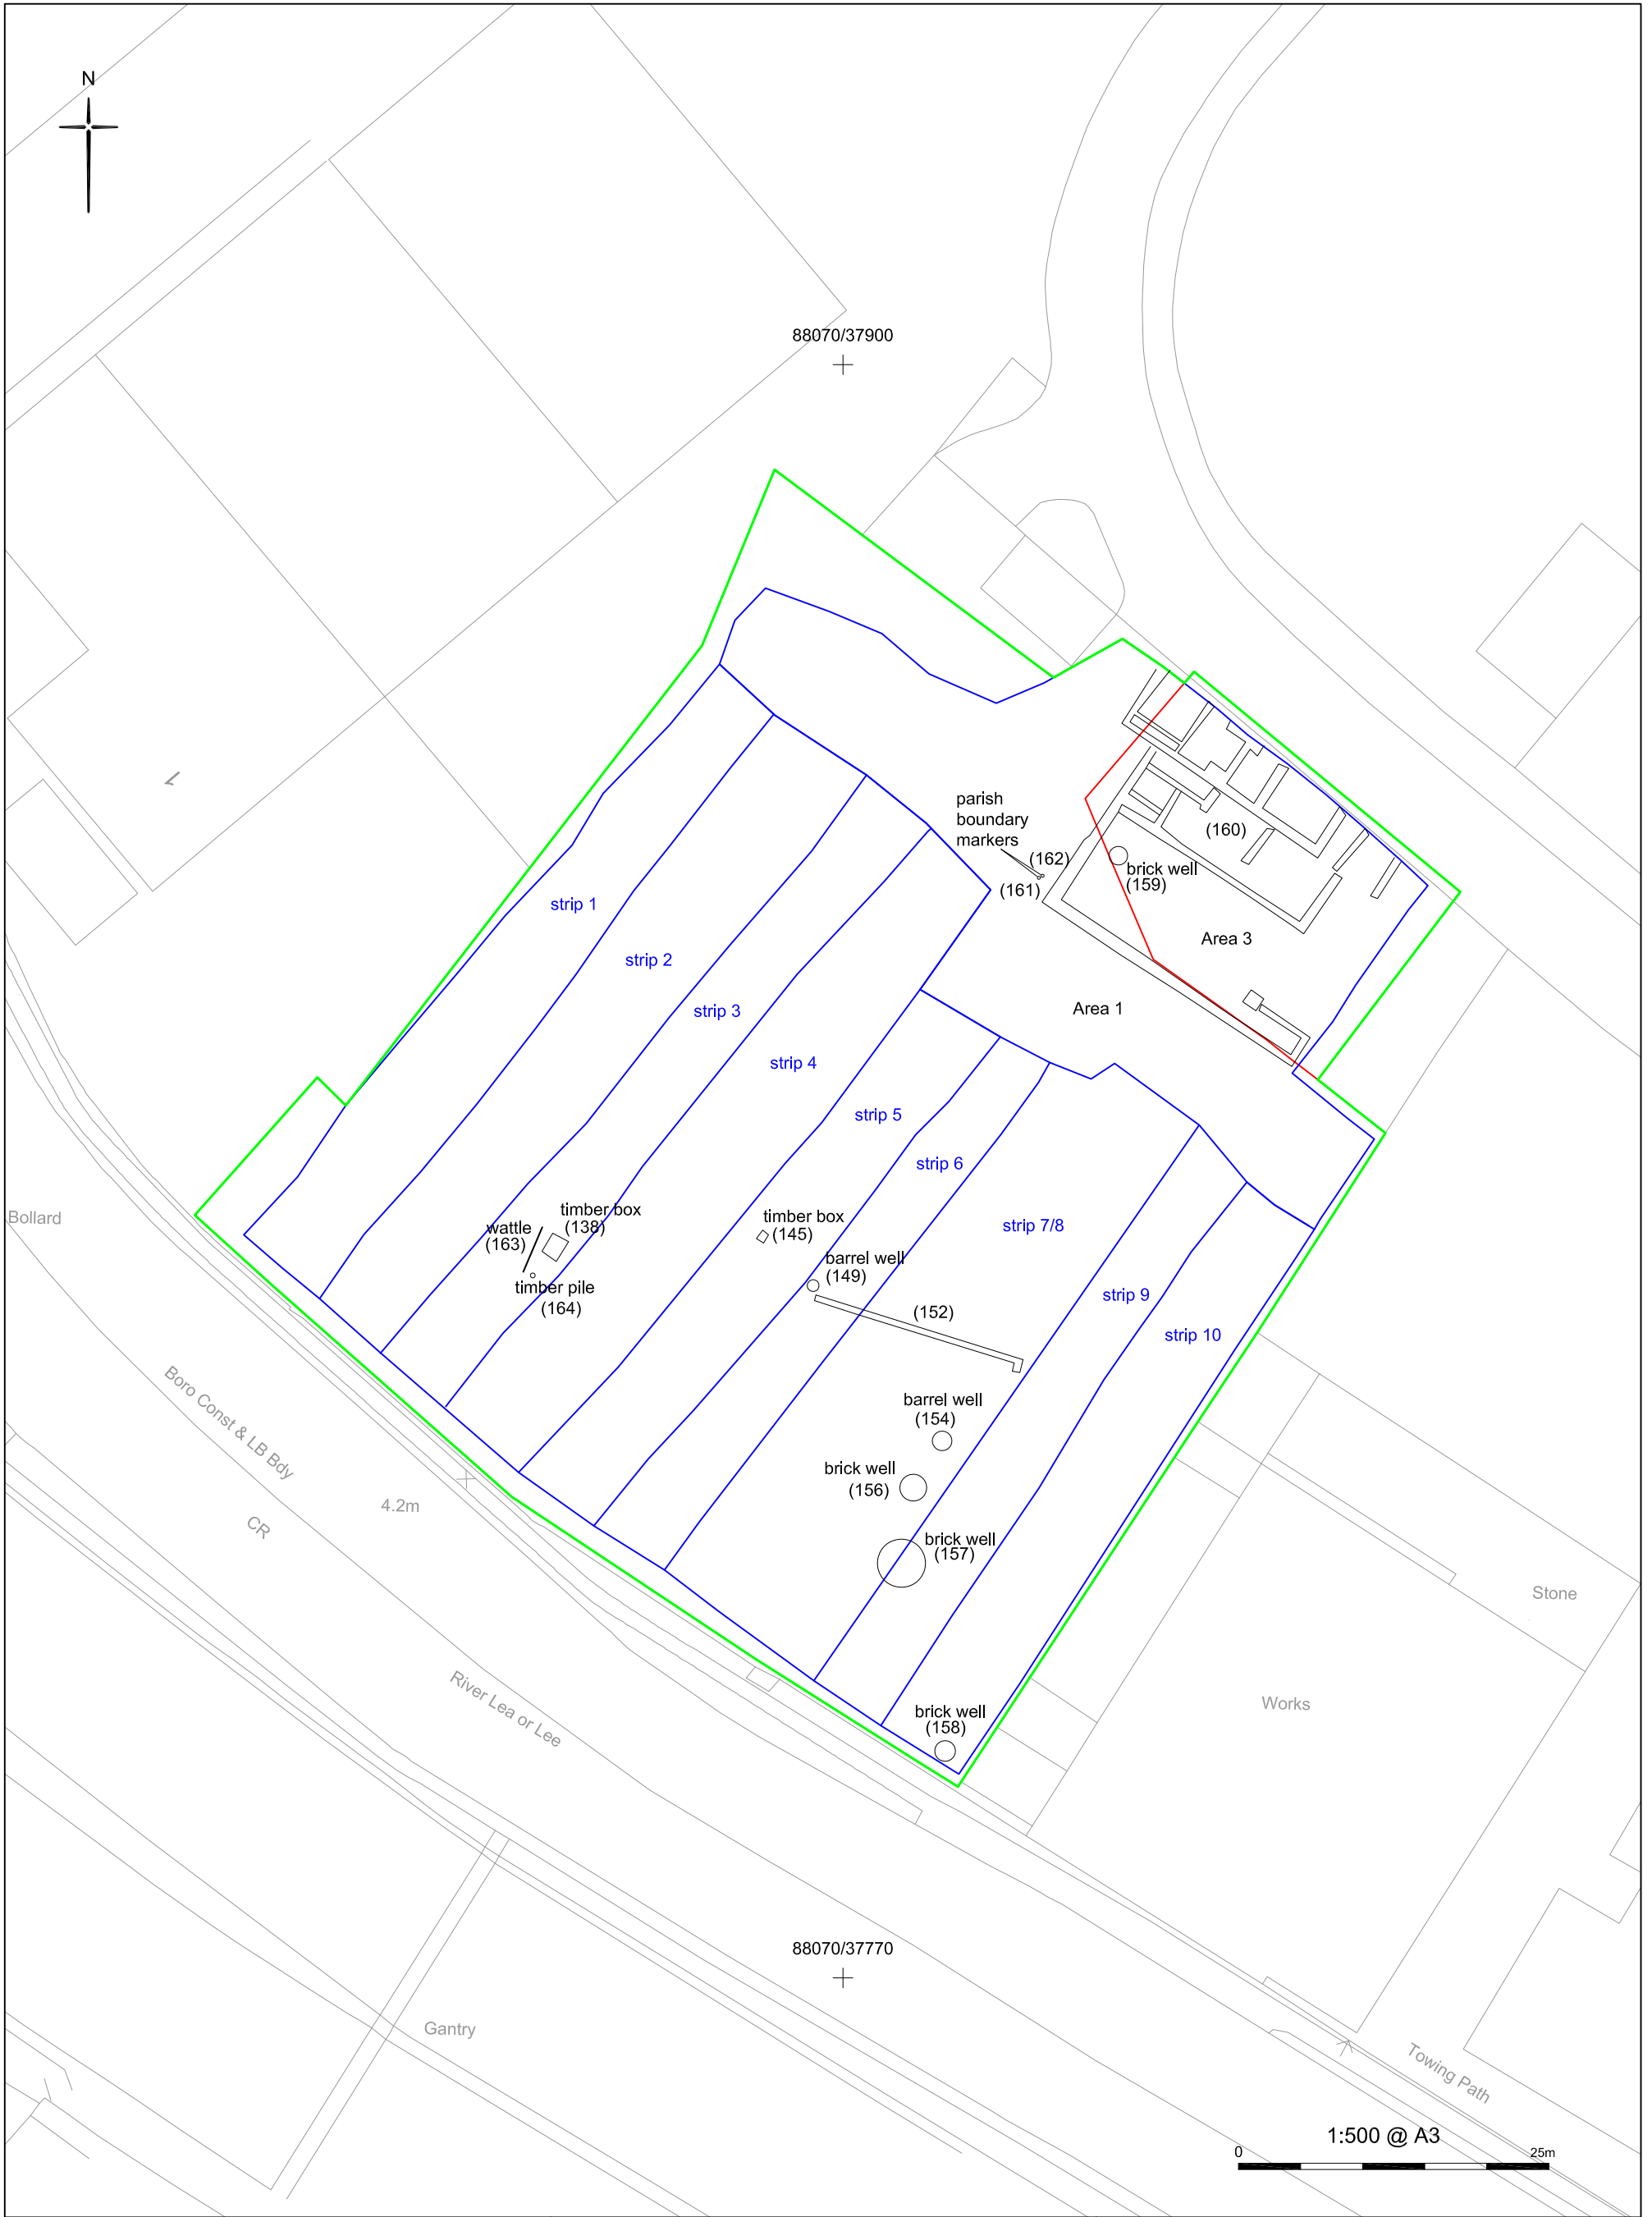 N
88070/37900
1
parish
boundary
markers
(162)
(161)
(160)
brick well
(159)
Area 3
Area 1
strip 1
strip 2
strip 3
strip 4
strip 5
strip 6
strip 7/8
strip 9
strip 10
wattle
(163)
timber box
(138)
timber pile
(164)
timber box
(145)
barrel well
(149)
(152)
barrel well
(154)
brick well
(156)
brick well
(157)
brick well
(158)
Bollard
Boro Const & LB Bdy
CR
4.2m
River Lea or Lee
Stone
Works
88070/37770
Gantry
Towing Path
1:500 @ A3
0 25m